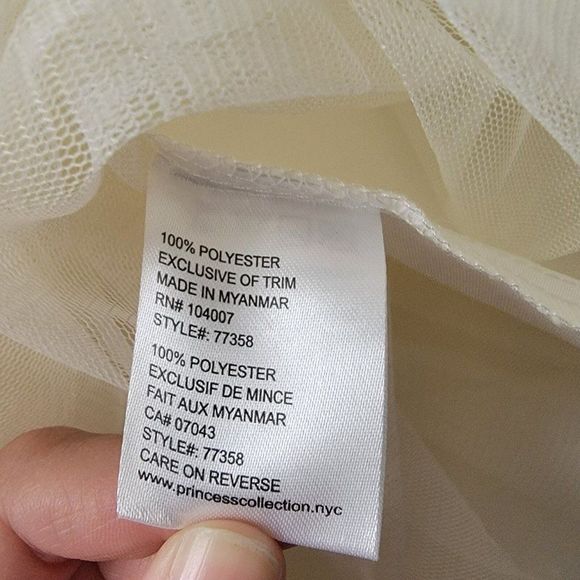 100% POLYESTER
EXCLUSIVE OF TRIM
MADE IN MYANMAR
RN# 104007
STYLE#: 77358
100% POLYESTER
EXCLUSIF DE MINCE
FAIT AUX MYANMAR
CA# 07043
STYLE#: 77358
CARE ON REVERSE
www.princesscollection.nyc